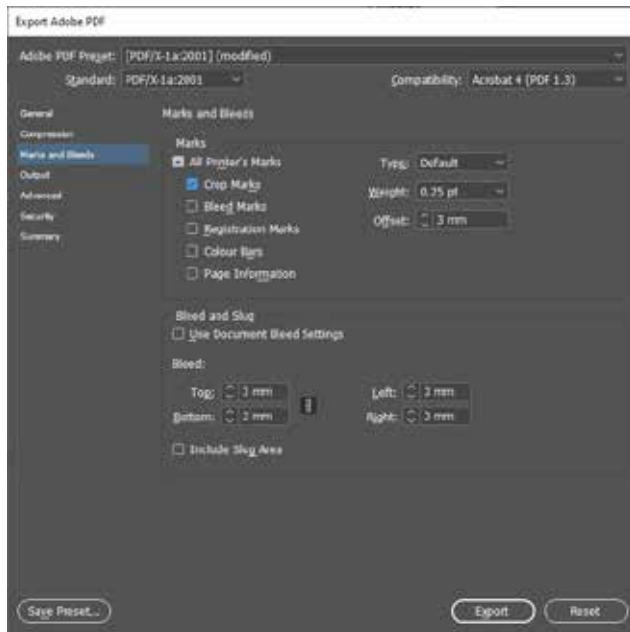 Export Adobe PDF
Adobe PDF Preset: [PDF/X-1a:2001] (modified)
Standard: PDF/X-1a:2001 Compatibility: Acrobat 4 (PDF 1.3)
General
Compression
Marks and Bleeds
Output
Advanced
Security
Summary
Marks and Bleeds
Marks
All Printer's Marks
Crop Marks
Bleed Marks
Registration Marks
Colour Bars
Page Information
Type: Default
Weight: 0.25 pt
Offset: 3 mm
Bleed and Slug
Use Document Bleed Settings
Bleed:
Top: 3 mm Left: 3 mm
Bottom: 3 mm Right: 3 mm
Include Slug Area
Save Preset... Export Reset